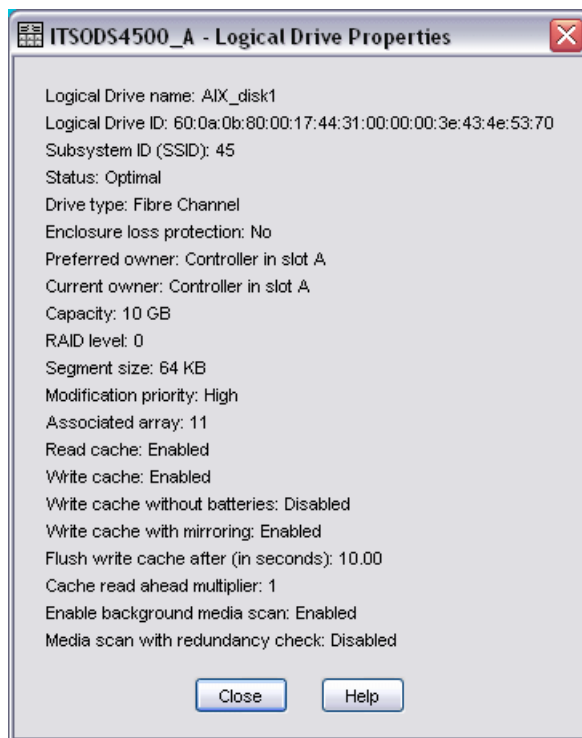 ITSODS4500_A - Logical Drive Properties
Logical Drive name: AIX_disk1
Logical Drive ID: 60:0a:0b:80:00:17:44:31:00:00:00:3e:43:4e:53:70
Subsystem ID (SSID): 45
Status: Optimal
Drive type: Fibre Channel
Enclosure loss protection: No
Preferred owner: Controller in slot A
Current owner: Controller in slot A
Capacity: 10 GB
RAID level: 0
Segment size: 64 KB
Modification priority: High
Associated array: 11
Read cache: Enabled
Write cache: Enabled
Write cache without batteries: Disabled
Write cache with mirroring: Enabled
Flush write cache after (in seconds): 10.00
Cache read ahead multiplier: 1
Enable background media scan: Enabled
Media scan with redundancy check: Disabled
Close Help